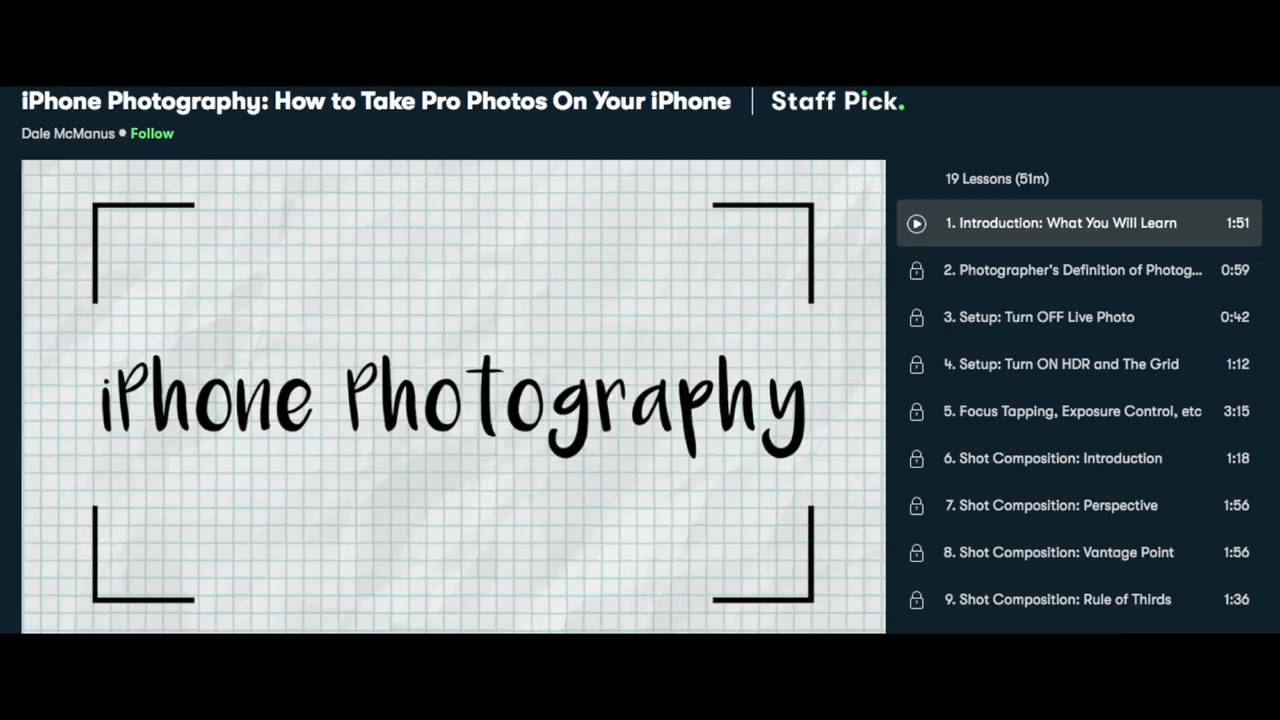 iPhone Photography: How to Take Pro Photos On Your iPhone | Staff Pick.
Dale McManus • Follow
iPhone Photography
19 Lessons (51m)
1. Introduction: What You Will Learn 1:51
2. Photographer's Definition of Photog... 0:59
3. Setup: Turn OFF Live Photo 0:42
4. Setup: Turn ON HDR and The Grid 1:12
5. Focus Tapping, Exposure Control, etc 3:15
6. Shot Composition: Introduction 1:18
7. Shot Composition: Perspective 1:56
8. Shot Composition: Vantage Point 1:56
9. Shot Composition: Rule of Thirds 1:36